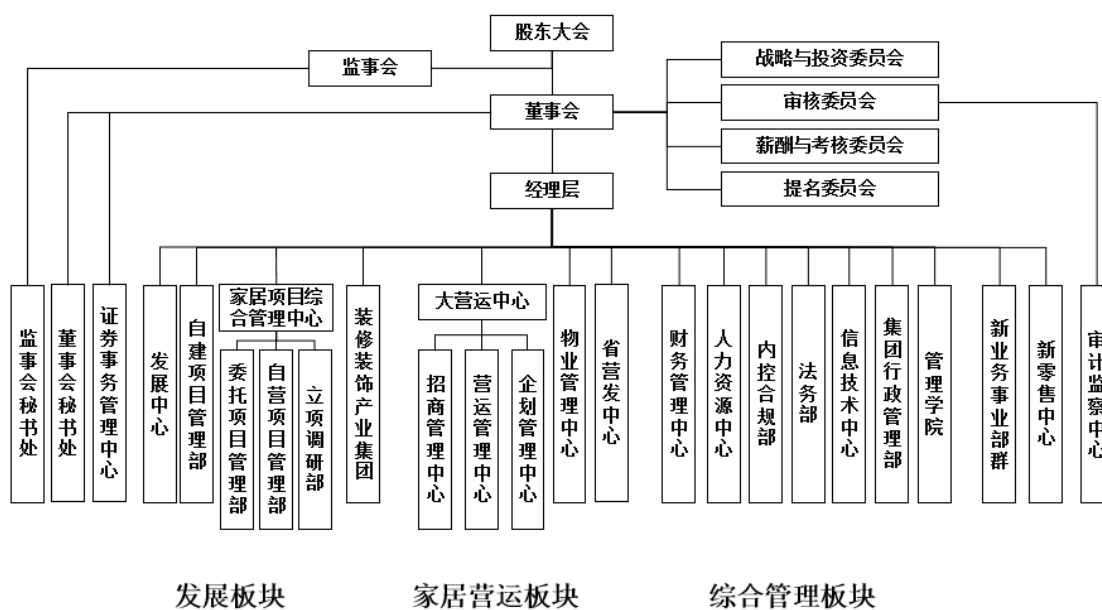 股东大会
监事会
战略与投资委员会
审核委员会
董事会
薪酬与考核委员会
经理层
提名委员会
监事会秘书处
董事会秘书处
证券事务管理中心
发展中心
自建项目管理部
家居项目综
合管理中心
委托项目管理部
自营项目管理部
立项调研部
装修装饰产业集团
大营运中心
招商管理中心
营运管理中心
企划管理中心
物业管理中心
省营发中心
财务管理中心
人力资源中心
内控合规部
法务部
信息技术中心
集团行政管理部
管理学院
新业务事业部群
新零售中心
审计监察中心
发展板块
家居营运板块
综合管理板块